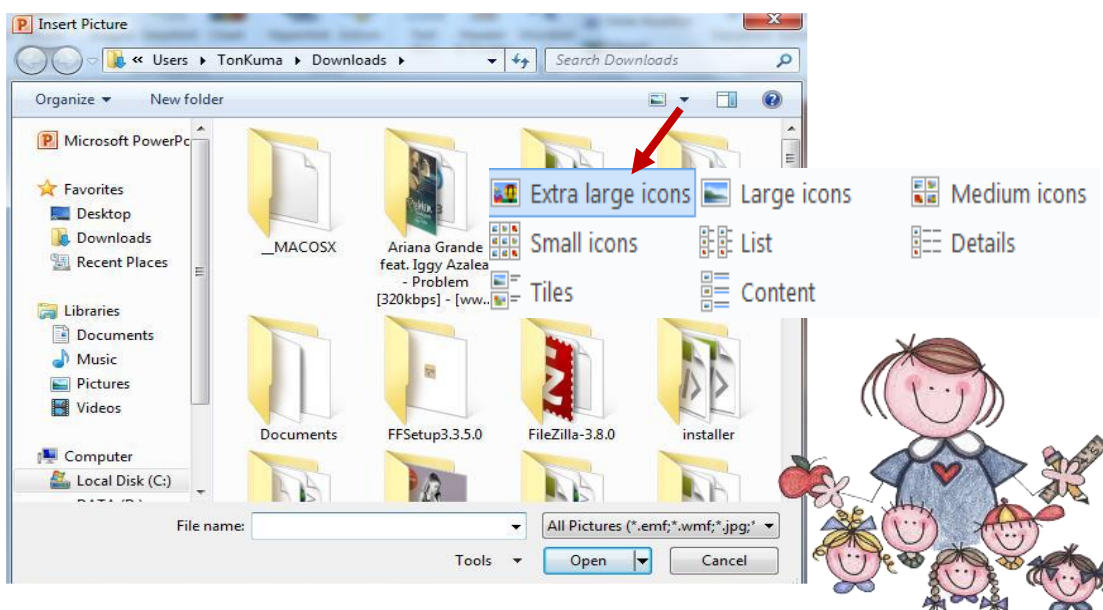 Insert Picture
« Users ▸ TonKuma ▸ Downloads ▸
Search Downloads
Organize
New folder
Microsoft PowerPc
Favorites
Desktop
Downloads
Recent Places
Libraries
Documents
Music
Pictures
Videos
Computer
Local Disk (C:)
__MACOSX
Ariana Grande
feat. Iggy Azalea
- Problem
[320kbps] - [ww...
Extra large icons
Large icons
Medium icons
Small icons
List
Details
Tiles
Content
Documents
FFSetup3.3.5.0
FileZilla-3.8.0
installer
File name:
All Pictures (*.emf;*.wmf;*.jpg;*
Tools
Open
Cancel